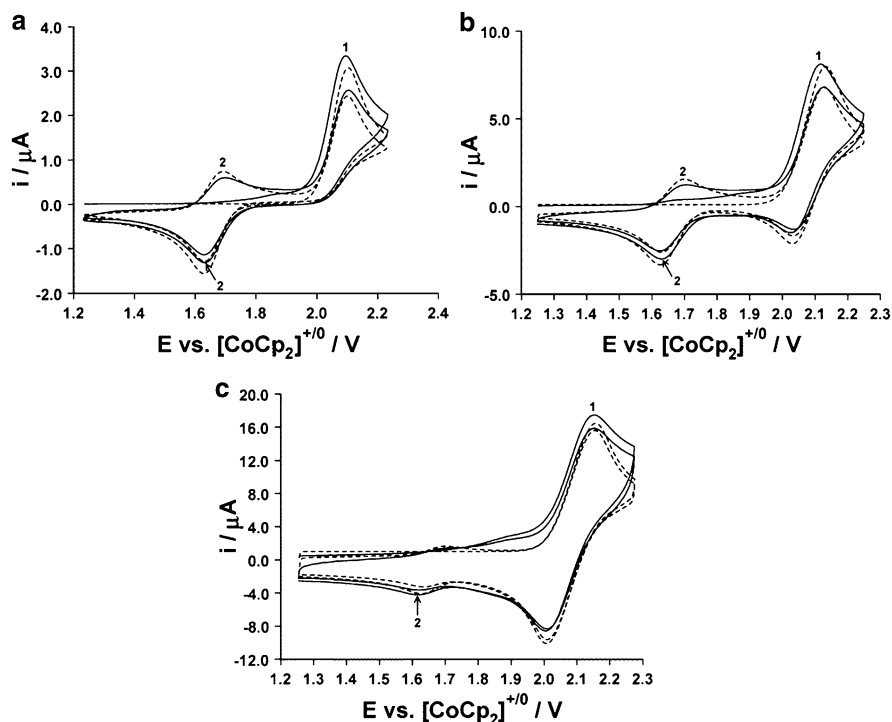 a
4.0
3.0
2.0
1.0
0.0
-1.0
-2.0
i / μA
1
2
2
1.2 1.4 1.6 1.8 2.0 2.2 2.4
E vs. [CoCp2]+/0 / V
b
10.0
5.0
0.0
-5.0
i / μA
1
2
2
1.2 1.3 1.4 1.5 1.6 1.7 1.8 1.9 2.0 2.1 2.2 2.3
E vs. [CoCp2]+/0 / V
c
20.0
16.0
12.0
8.0
4.0
0.0
-4.0
-8.0
-12.0
i / μA
1
2
1.2 1.3 1.4 1.5 1.6 1.7 1.8 1.9 2.0 2.1 2.2 2.3
E vs. [CoCp2]+/0 / V